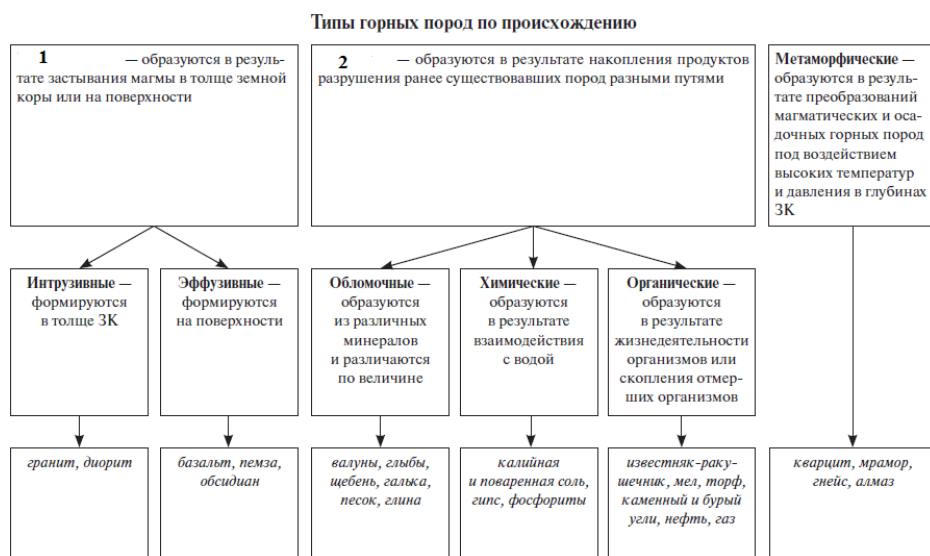 Типы горных пород по происхождению
1 — образуются в резуль-
тате застывания магмы в толще земной
коры или на поверхности
2 — образуются в результате накопления продуктов
разрушения ранее существовавших пород разными путями
Метаморфические —
образуются в резуль-
тате преобразований
магматических и оса-
дочных горных пород
под воздействием
высоких температур
и давления в глубинах
ЗК
Интрузивные —
формируются
в толще ЗК
Эффузивные —
формируются
на поверхности
Обломочные —
образуются
из различных
минералов
и различаются
по величине
Химические —
образуются
в результате
взаимодействия
с водой
Органические —
образуются
в результате
жизнедеятельности
организмов или
скопления отмер-
ших организмов
гранит, диорит
базальт, пемза,
обсидиан
валуны, глыбы,
щебень, галька,
песок, глина
калийная
и поваренная соль,
гипс, фосфориты
известняк-раку-
шечник, мел, торф,
каменный и бурый
угли, нефть, газ
кварцит, мрамор,
гнейс, алмаз